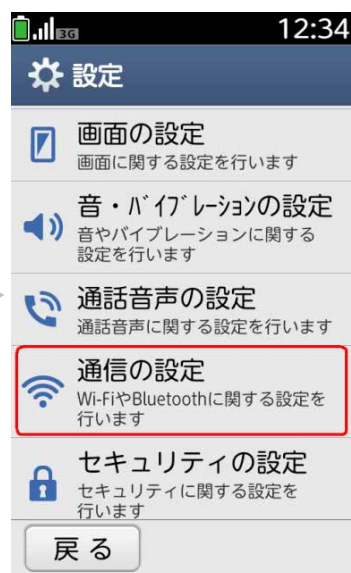 3G 12:34
設定
画面の設定
画面に関する設定を行います
音・ﾊﾞｲﾌﾞﾚｰｼｮﾝの設定
音やバイブレーションに関する
設定を行います
通話音声の設定
通話音声に関する設定を行います
通信の設定
Wi-FiやBluetoothに関する設定を
行います
セキュリティの設定
セキュリティに関する設定を
行います
戻る